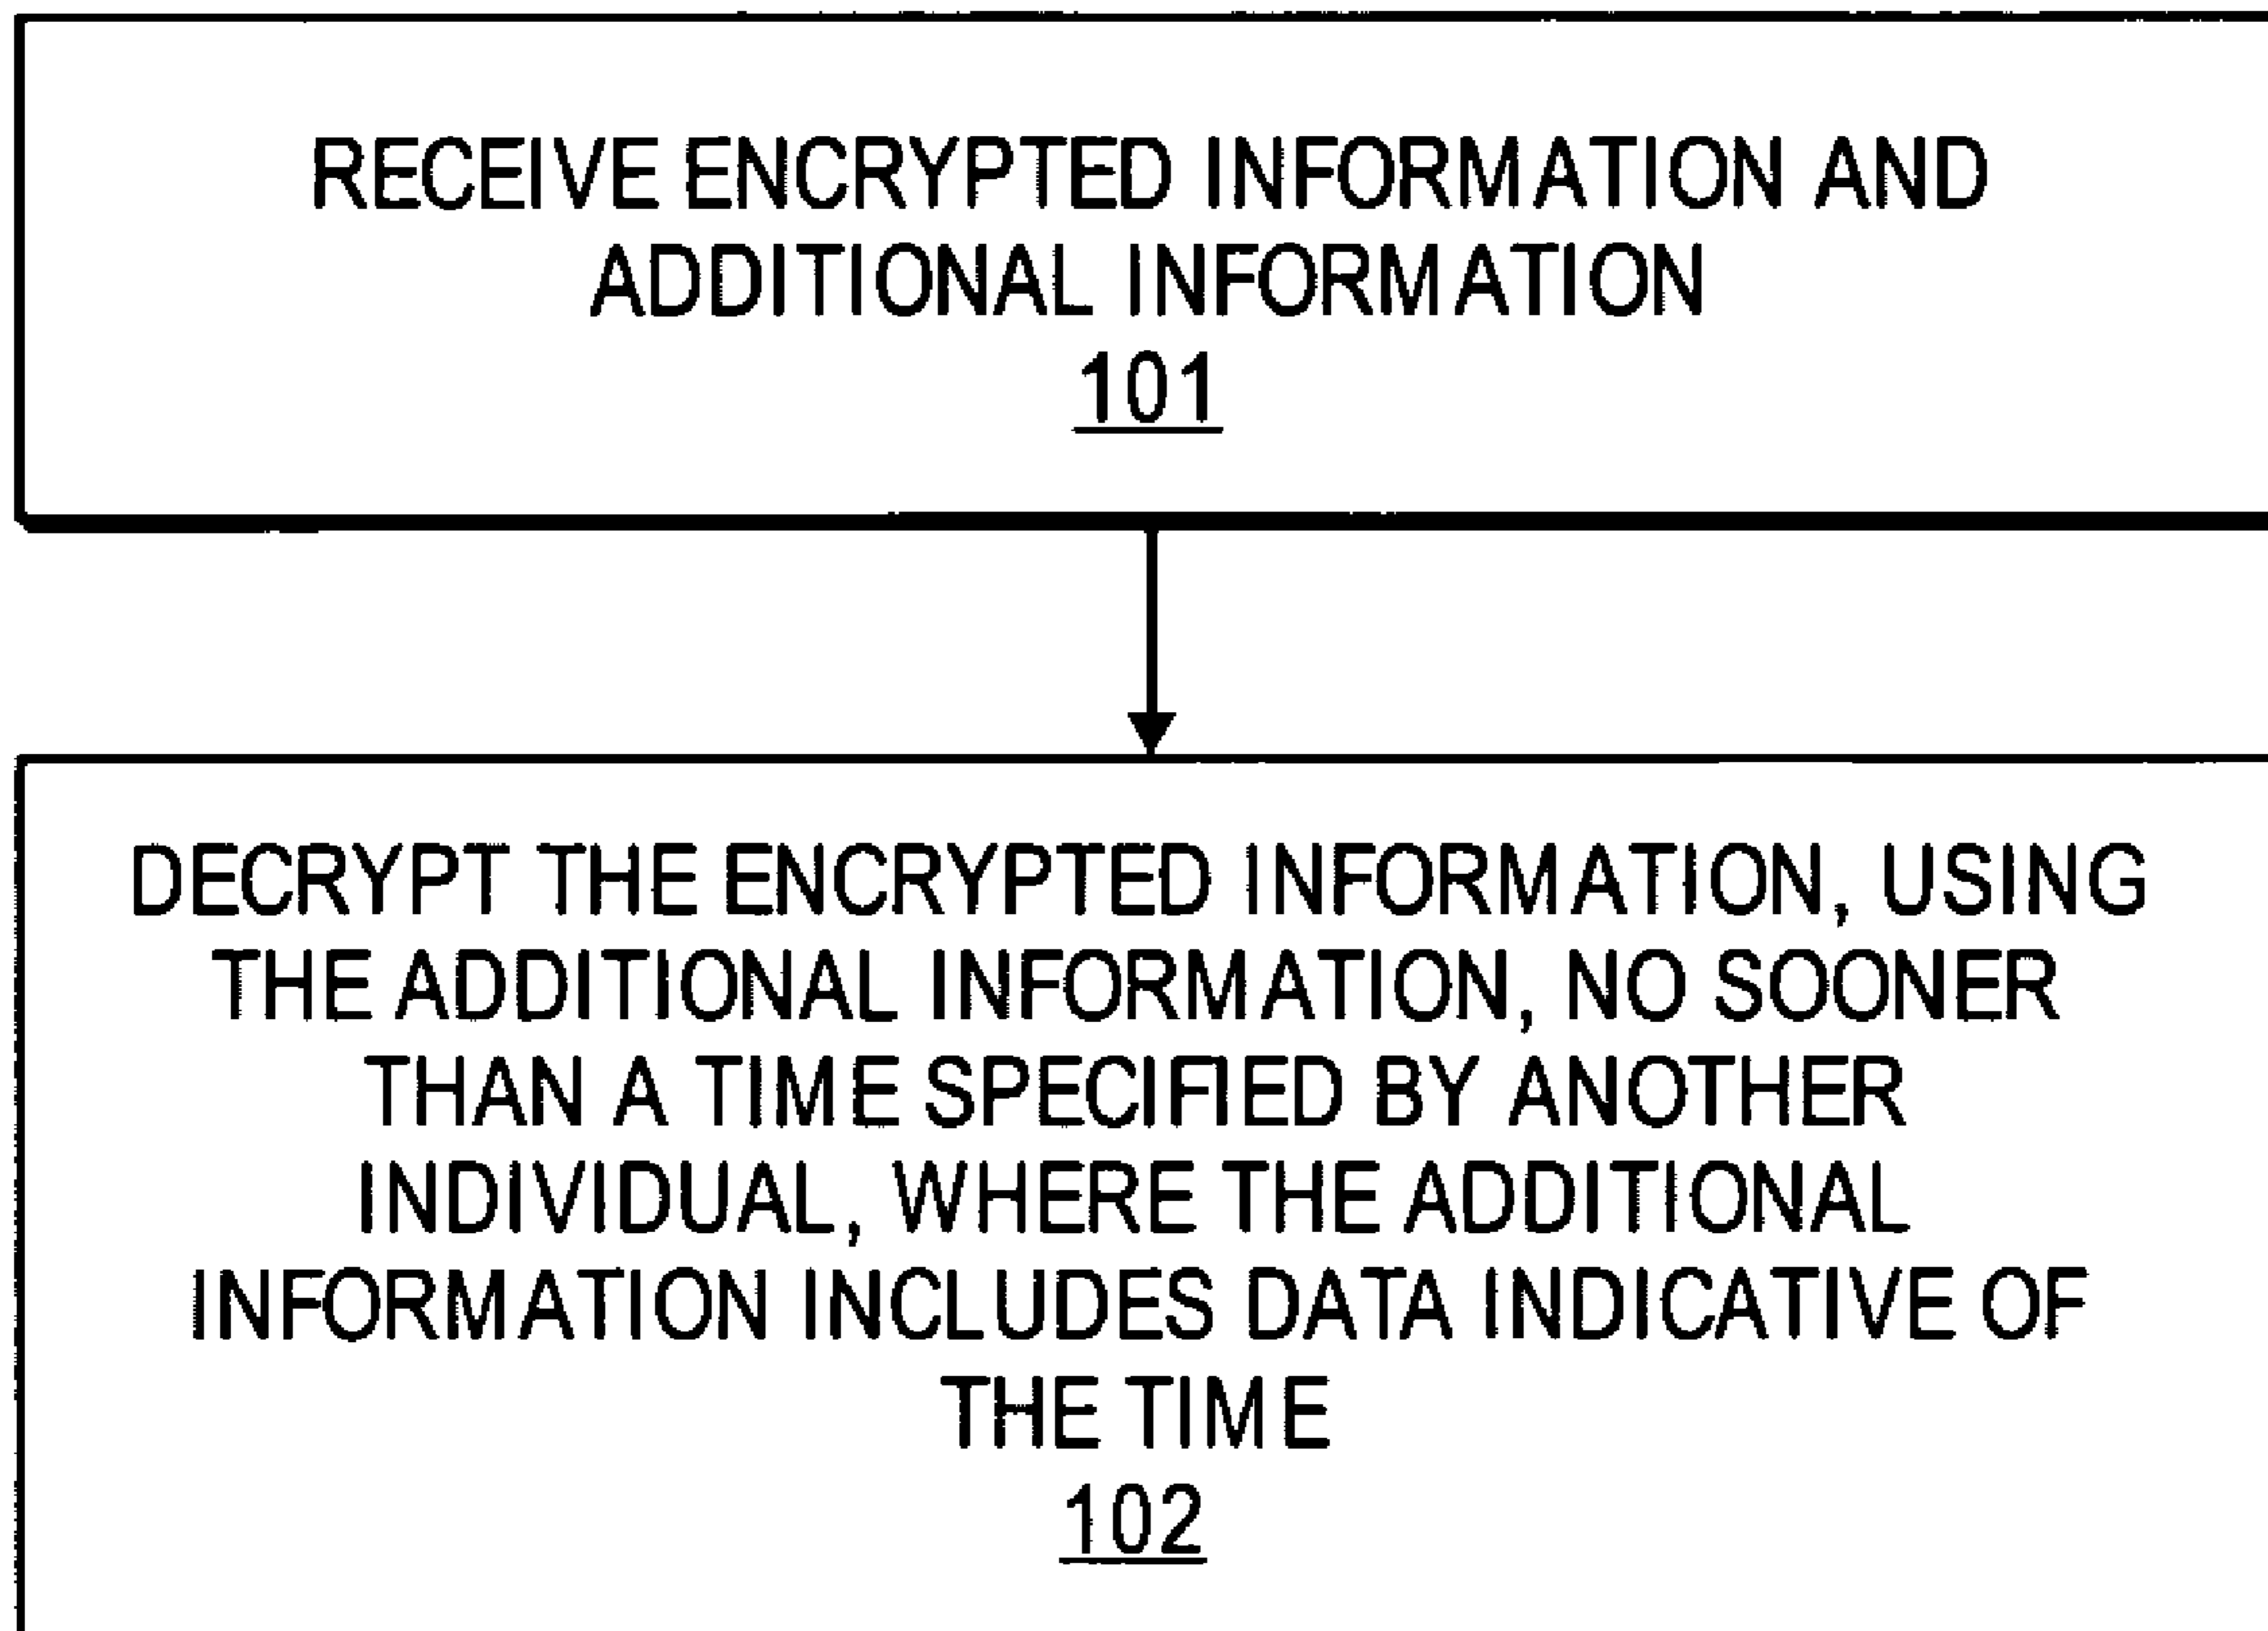 RECEIVE ENCRYPTED INFORMATION AND
ADDITIONAL INFORMATION
101
DECRYPT THE ENCRYPTED INFORMATION, USING
THE ADDITIONAL INFORMATION, NO SOONER
THAN A TIME SPECIFIED BY ANOTHER
INDIVIDUAL, WHERE THE ADDITIONAL
INFORMATION INCLUDES DATA INDICATIVE OF
THE TIME
102